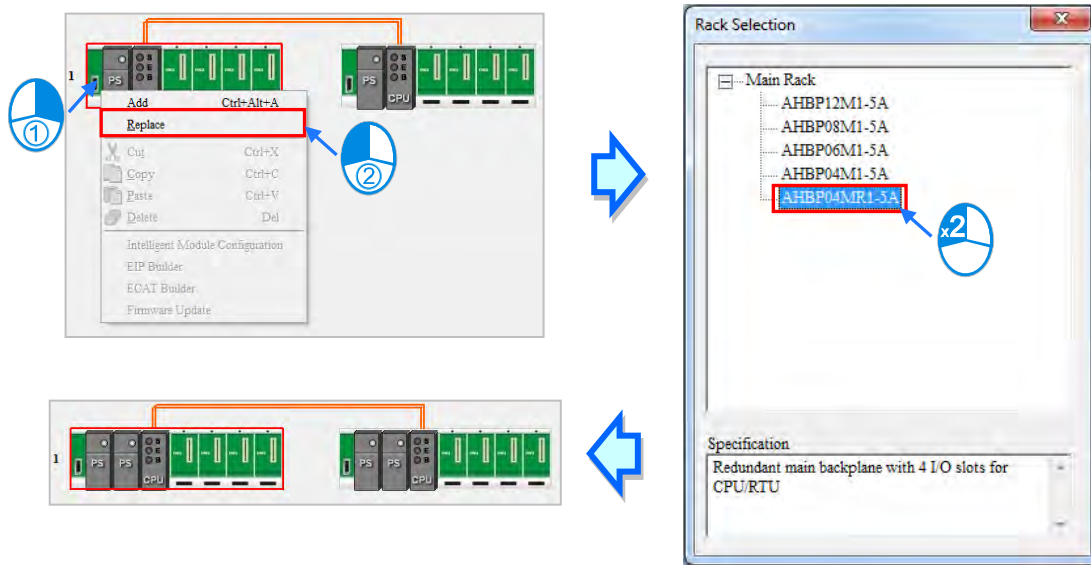 1
PS
S
E
B
CPU
Add Ctrl+Alt+A
Replace
Cut Ctrl+X
Copy Ctrl+C
Paste Ctrl+V
Delete Del
Intelligent Module Configuration
EIP Builder
ECAT Builder
Firmware Update
①
②
PS
S
E
B
CPU
Rack Selection
Main Rack
AHBP12M1-5A
AHBP08M1-5A
AHBP06M1-5A
AHBP04M1-5A
AHBP04MR1-5A
x2
Specification
Redundant main backplane with 4 I/O slots for
CPU/RTU
1
PS PS CPU
S
E
B
PS PS CPU
S
E
B